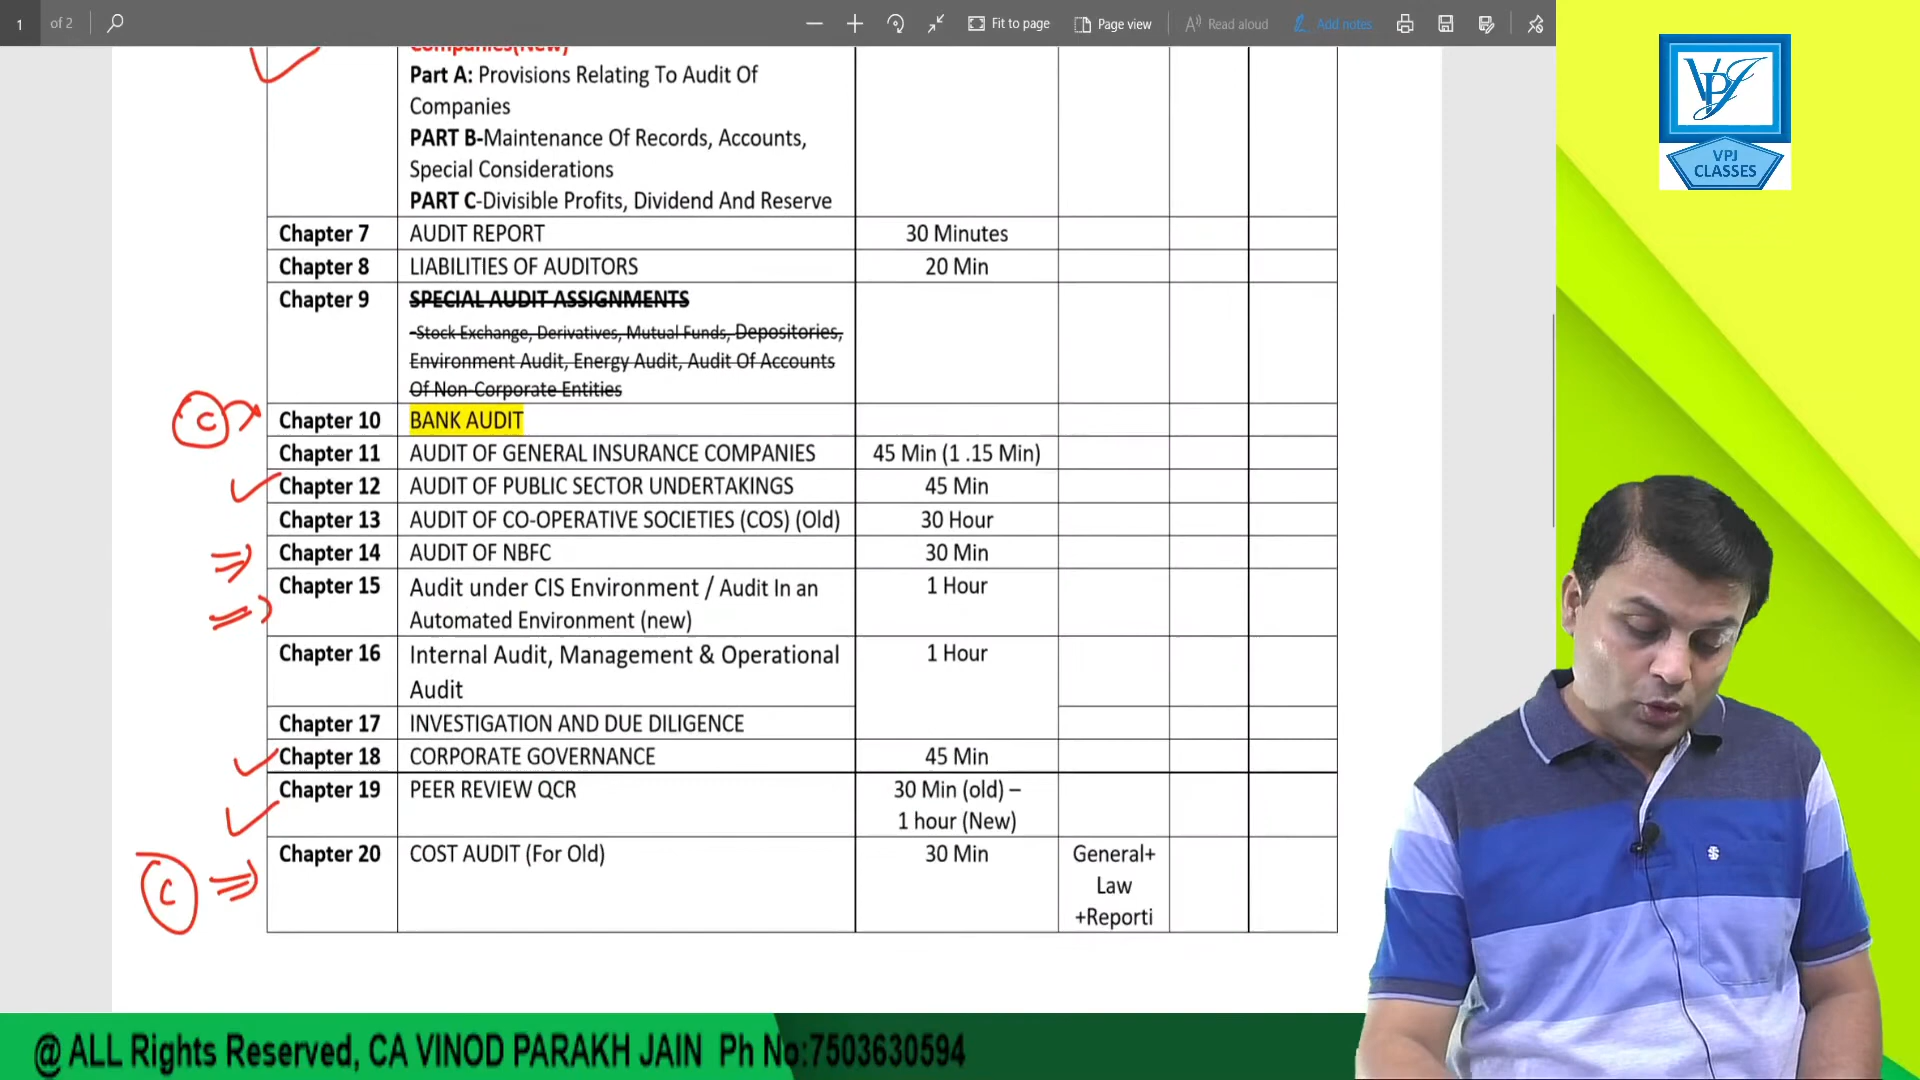 1 of 2 Fit to page Page view Read aloud Add notes
Companies(New)
Part A: Provisions Relating To Audit Of
Companies
PART B-Maintenance Of Records, Accounts,
Special Considerations
PART C-Divisible Profits, Dividend And Reserve
Chapter 7 AUDIT REPORT 30 Minutes
Chapter 8 LIABILITIES OF AUDITORS 20 Min
Chapter 9 SPECIAL AUDIT ASSIGNMENTS
-Stock Exchange, Derivatives, Mutual Funds, Depositories,
Environment Audit, Energy Audit, Audit Of Accounts
Of Non-Corporate Entities
C Chapter 10 BANK AUDIT
Chapter 11 AUDIT OF GENERAL INSURANCE COMPANIES 45 Min (1 .15 Min)
Chapter 12 AUDIT OF PUBLIC SECTOR UNDERTAKINGS 45 Min
Chapter 13 AUDIT OF CO-OPERATIVE SOCIETIES (COS) (Old) 30 Hour
Chapter 14 AUDIT OF NBFC 30 Min
Chapter 15 Audit under CIS Environment / Audit In an 1 Hour
Automated Environment (new)
Chapter 16 Internal Audit, Management & Operational 1 Hour
Audit
Chapter 17 INVESTIGATION AND DUE DILIGENCE
Chapter 18 CORPORATE GOVERNANCE 45 Min
Chapter 19 PEER REVIEW QCR 30 Min (old) –
1 hour (New)
Chapter 20 COST AUDIT (For Old) 30 Min General+
C Law
+Reporti
VPJ
VPJ
CLASSES
@ ALL Rights Reserved, CA VINOD PARAKH JAIN Ph No:7503630594